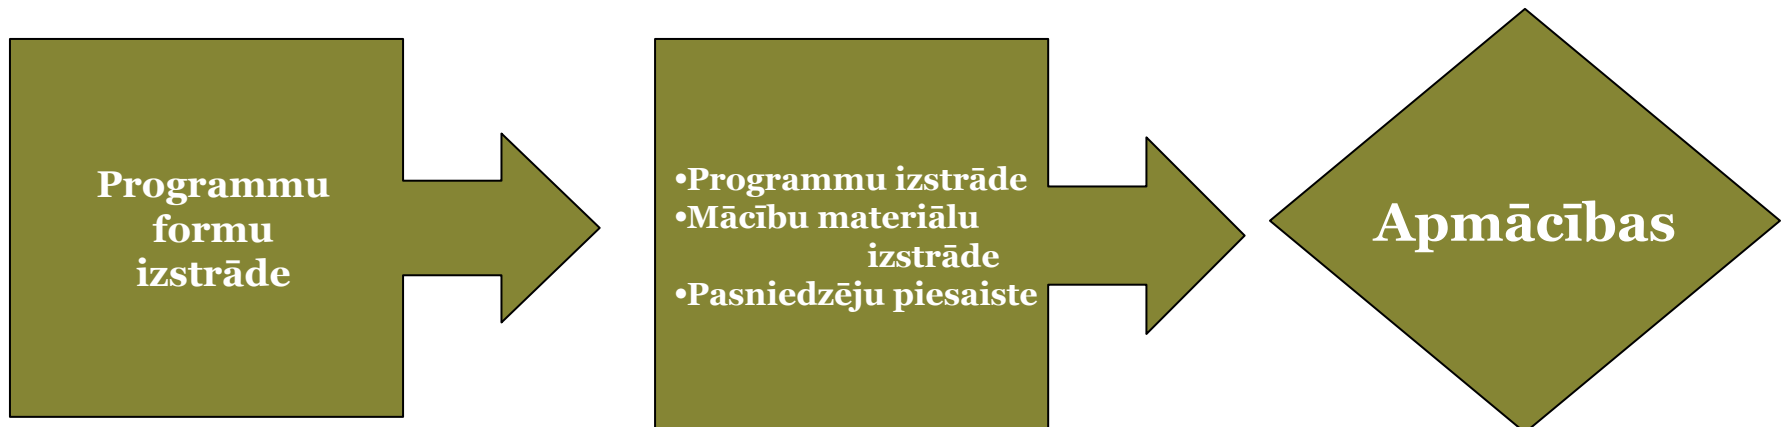 Programmu
formu
izstrāde
•Programmu izstrāde
•Mācību materiālu
izstrāde
•Pasniedzēju piesaiste
Apmācības